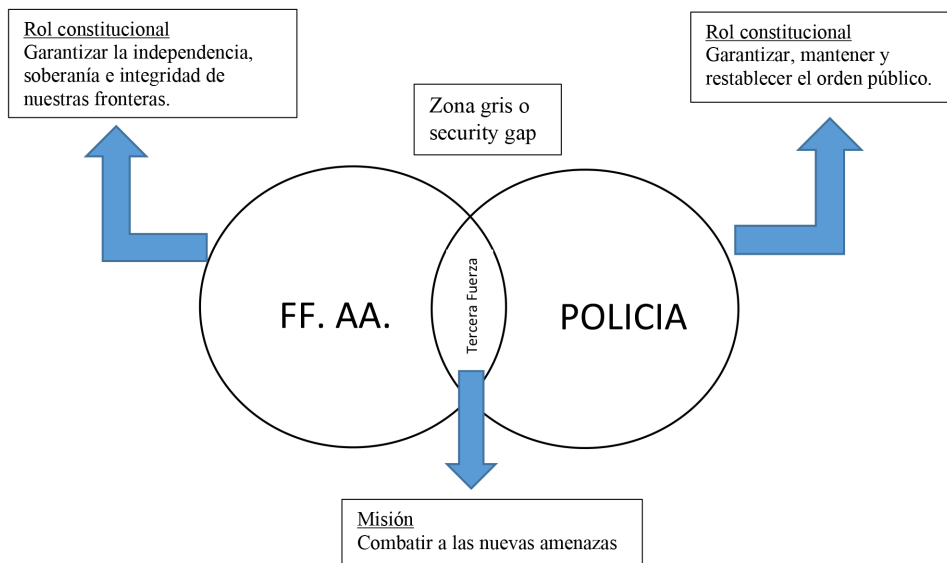 Rol constitucional
Garantizar la independencia,
soberanía e integridad de
nuestras fronteras.
Rol constitucional
Garantizar, mantener y
restablecer el orden público.
Zona gris o
security gap
FF. AA.
Tercera Fuerza
POLICIA
Misión
Combatir a las nuevas amenazas